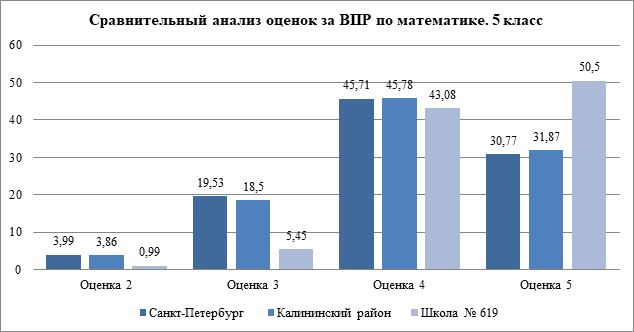 Сравнительный анализ оценок за ВПР по математике. 5 класс
60
50
40
30
20
10
0
3,99
3,86
0,99
19,53
18,5
5,45
45,71
45,78
43,08
30,77
31,87
50,5
Оценка 2
Оценка 3
Оценка 4
Оценка 5
Санкт-Петербург
Калининский район
Школа № 619